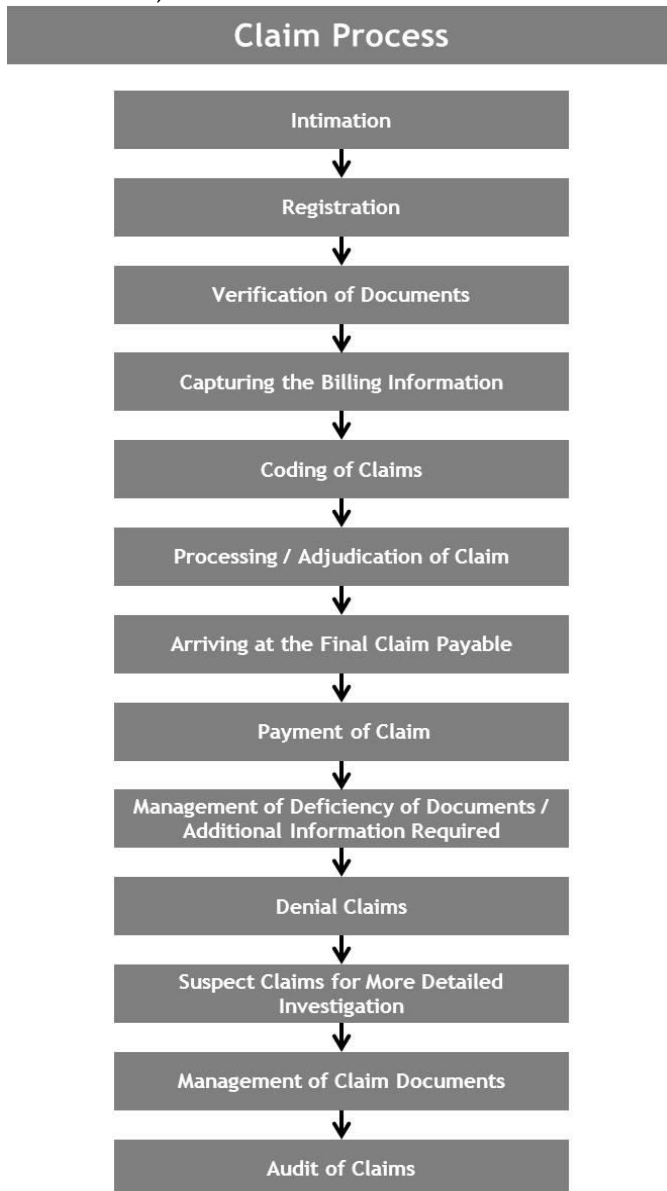 Claim Process
Intimation
Registration
Verification of Documents
Capturing the Billing Information
Coding of Claims
Processing / Adjudication of Claim
Arriving at the Final Claim Payable
Payment of Claim
Management of Deficiency of Documents /
Additional Information Required
Denial Claims
Suspect Claims for More Detailed
Investigation
Management of Claim Documents
Audit of Claims